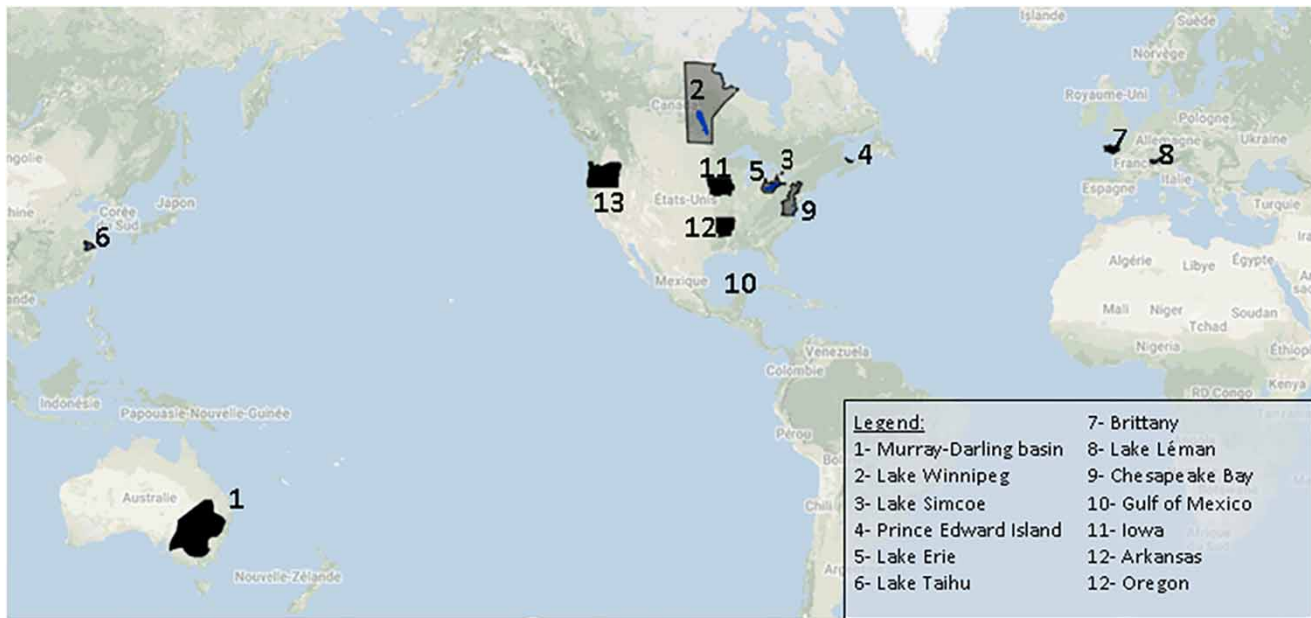 Islande
Suède
Norvège
2
Canada
Royaume-Uni
Pologne
ngolie
7
Allemagne
Ukraine
8
France
3
4
5
11
Italie
Espagne
Turquie
Chine
Corée
du Sud
Japon
13
États-Unis
9
6
12
Algérie
Libye
Égypte
Mexique
10
Mali
Niger
Soudan
Tchad
Venezuela
Nigeria
Colombie
RD Congo
Kenya
Indonésie
Papouasie-Nouvelle-Guinée
Pérou
Australie
1
Nouvelle-Zélande
Legend:
1- Murray-Darling basin
2- Lake Winnipeg
3- Lake Simcoe
4- Prince Edward Island
5- Lake Erie
6- Lake Taihu
7- Brittany
8- Lake Léman
9- Chesapeake Bay
10- Gulf of Mexico
11- Iowa
12- Arkansas
12- Oregon